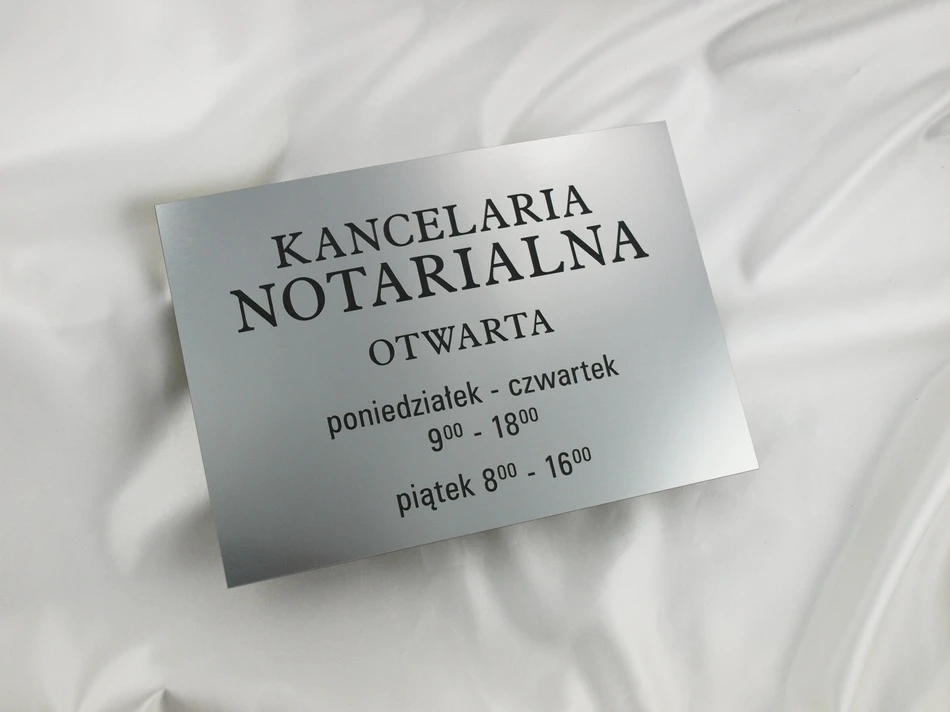 KANCELARIA
NOTARIALNA
OTWARTA
poniedziałek - czwartek
9⁰⁰ - 18⁰⁰
piątek 8⁰⁰ - 16⁰⁰